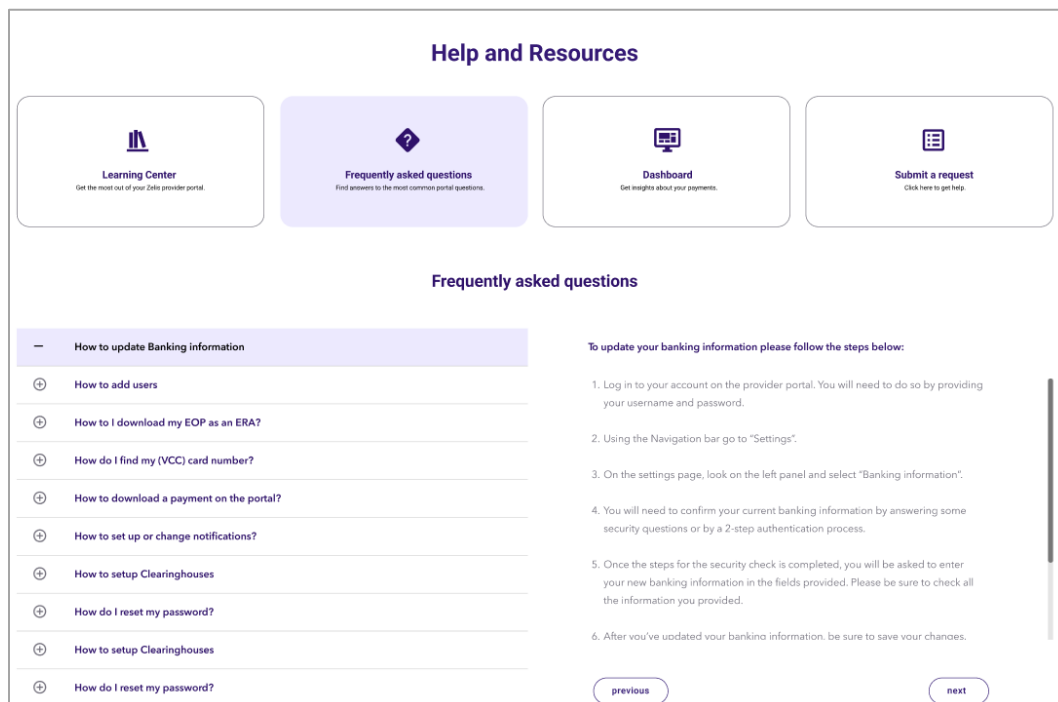 Help and Resources
Learning Center
Get the most out of your Zelis provider portal.
Frequently asked questions
Find answers to the most common portal questions.
Dashboard
Get insights about your payments.
Submit a request
Click here to get help.
Frequently asked questions
How to update Banking information
How to add users
How to I download my EOP as an ERA?
How do I find my (VCC) card number?
How to download a payment on the portal?
How to set up or change notifications?
How to setup Clearinghouses
How do I reset my password?
How to setup Clearinghouses
How do I reset my password?
To update your banking information please follow the steps below:
1. Log in to your account on the provider portal. You will need to do so by providing
your username and password.
2. Using the Navigation bar go to “Settings”.
3. On the settings page, look on the left panel and select “Banking information”.
4. You will need to confirm your current banking information by answering some
security questions or by a 2-step authentication process.
5. Once the steps for the security check is completed, you will be asked to enter
your new banking information in the fields provided. Please be sure to check all
the information you provided.
6. After you’ve updated your banking information, be sure to save your changes.
previous
next